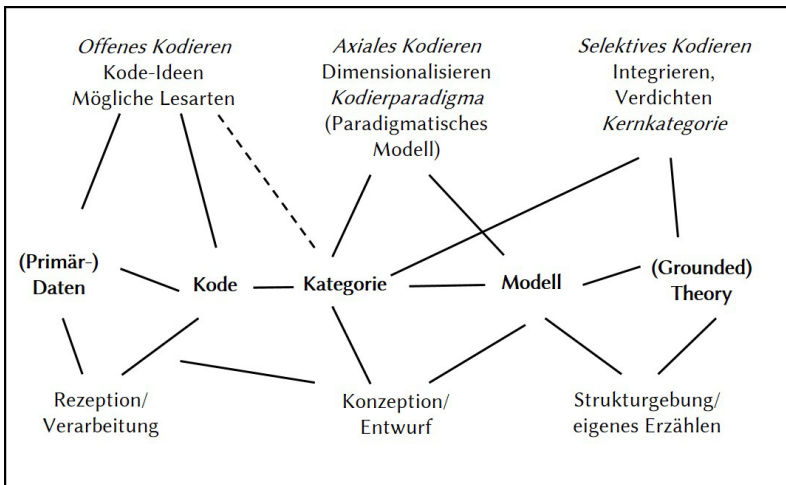 Offenes Kodieren
Kode-Ideen
Mögliche Lesarten
Axiales Kodieren
Dimensionalisieren
Kodierparadigma
(Paradigmatisches
Modell)
Selektives Kodieren
Integrieren,
Verdichten
Kernkategorie
(Primär-)
Daten
Kode
Kategorie
Modell
(Grounded)
Theory
Rezeption/
Verarbeitung
Konzeption/
Entwurf
Strukturgebung/
eigenes Erzählen